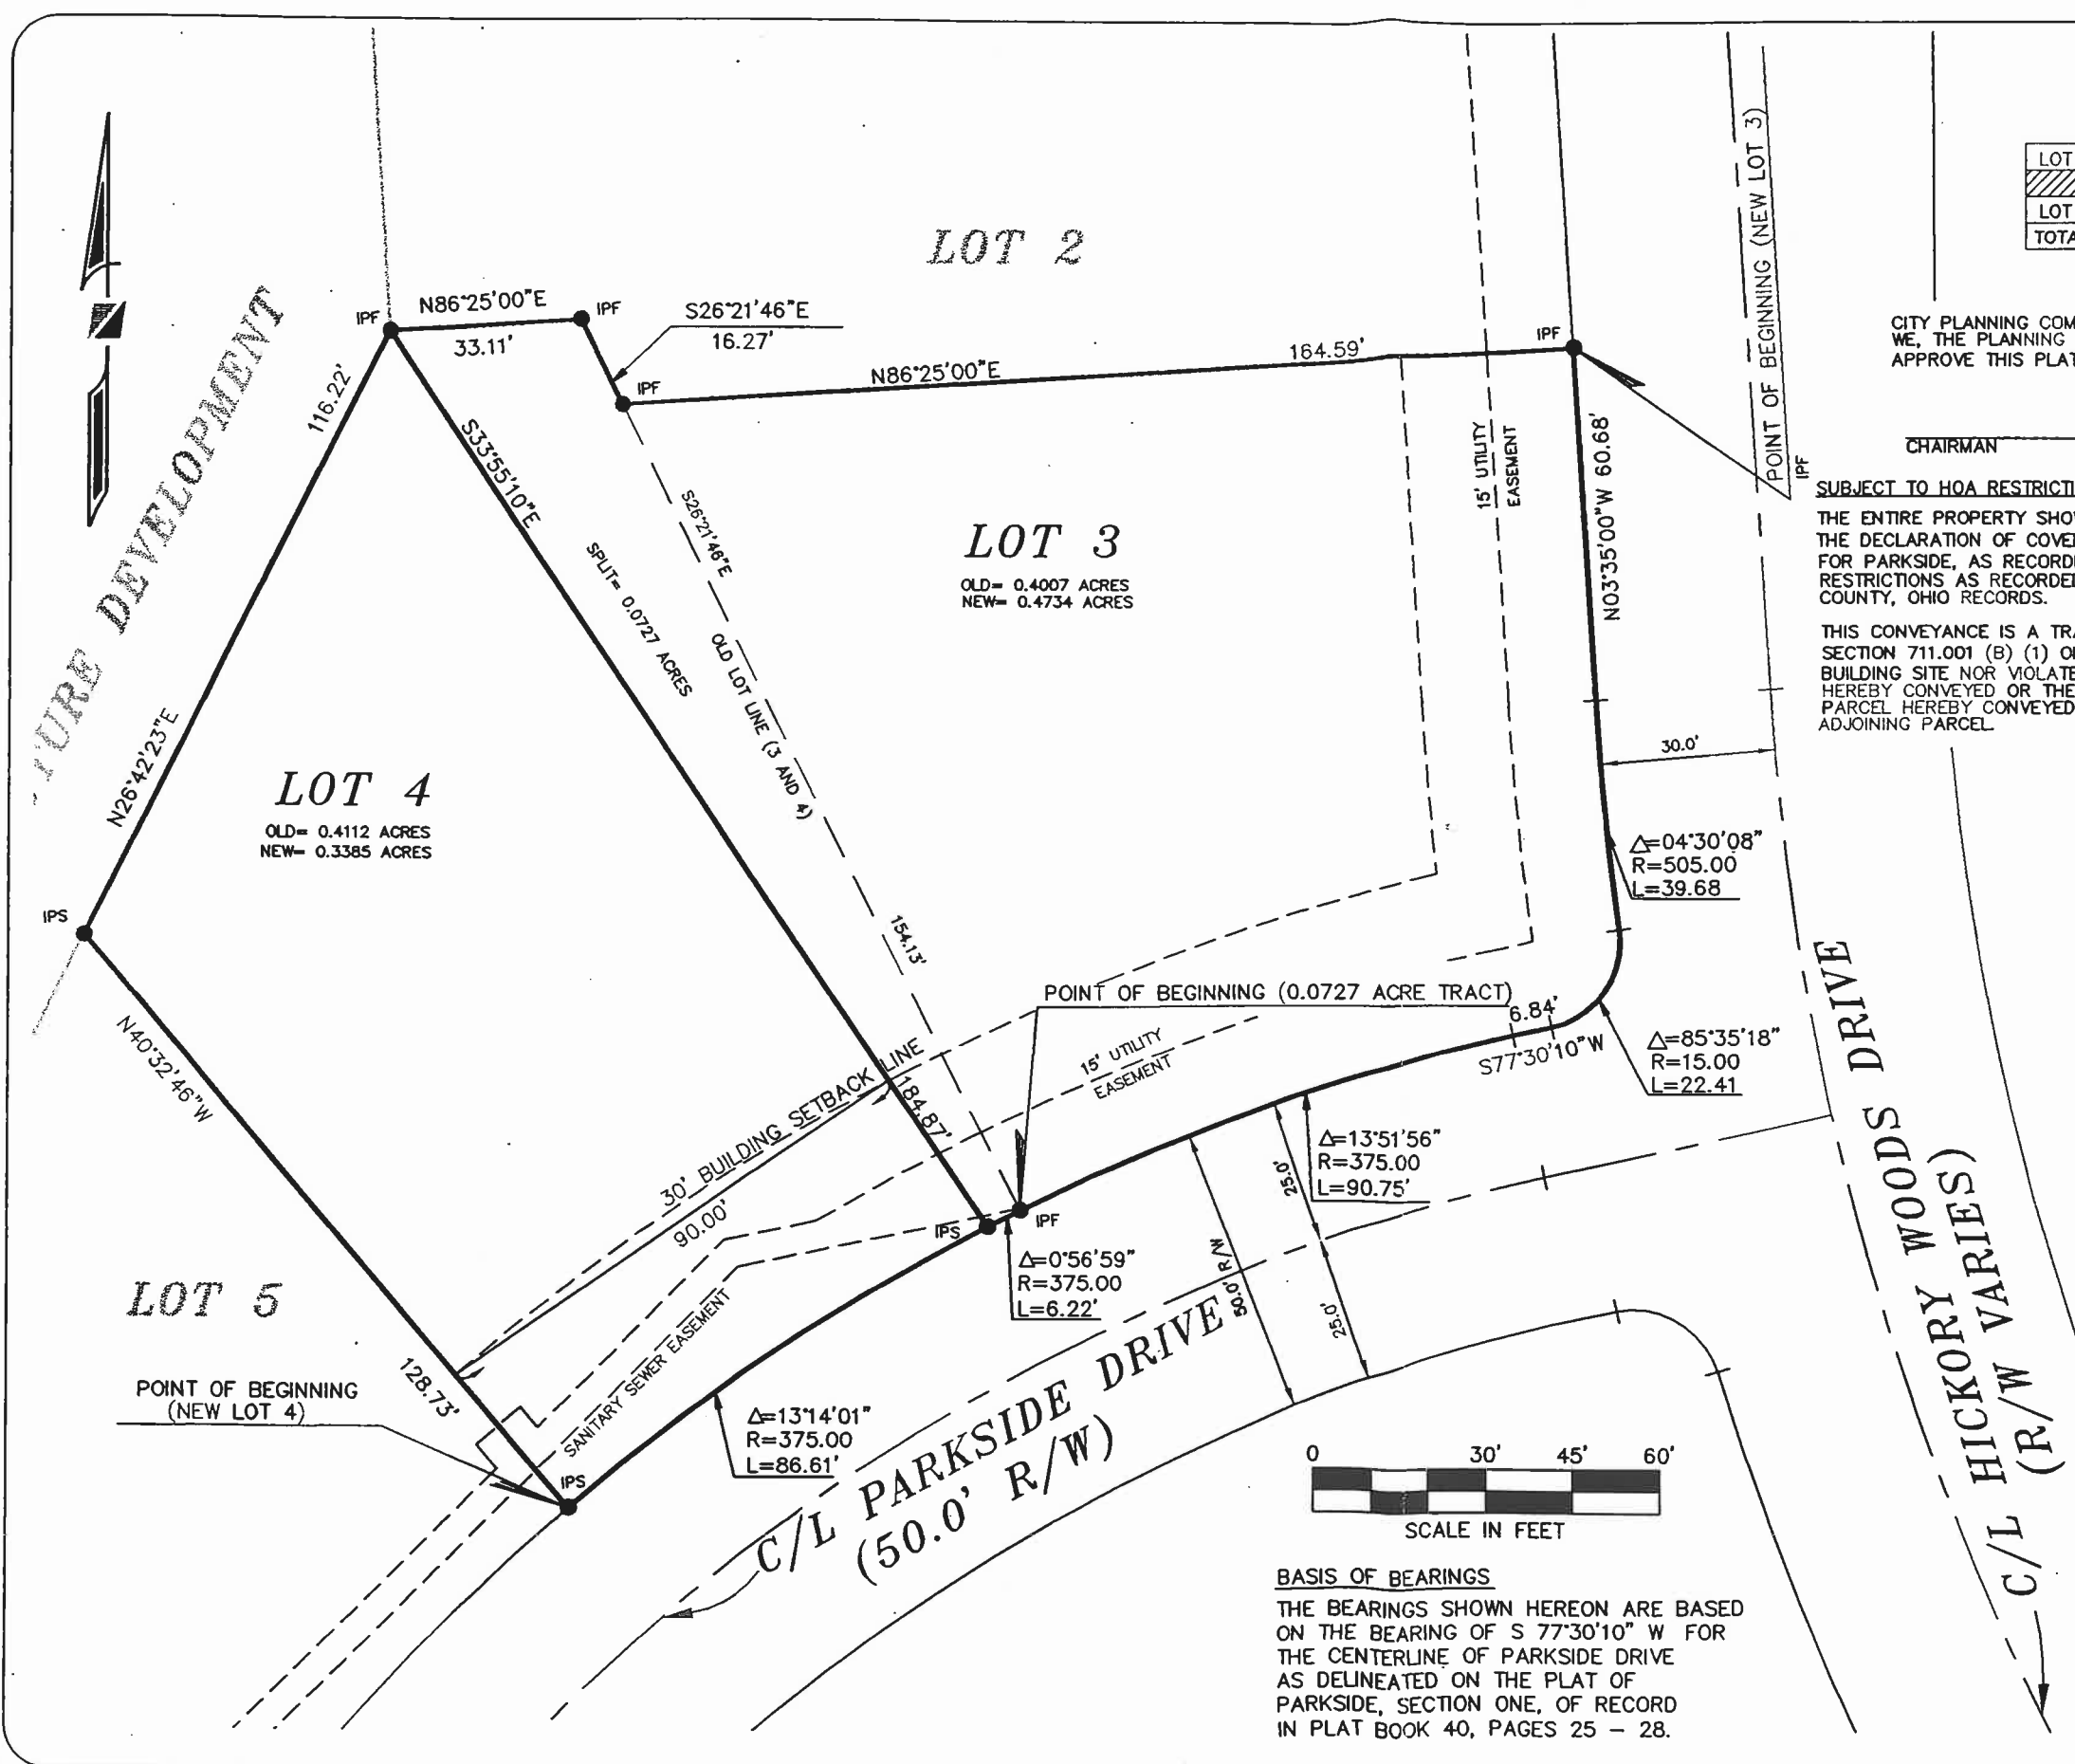 LOT 2
N86°25'00"E
33.11'
IPF
IPF
S26°21'46"E
16.27'
IPF
N86°25'00"E
164.59'
IPF
116.22'
N26°42'23"E
DEVELOPMENT
S33°55'10"E
SPLIT= 0.0727 ACRES
S26°21'46"E
OLD LOT LINE (3 AND 4)
154.13'
184.87'
LOT 3
OLD= 0.4007 ACRES
NEW= 0.4734 ACRES
15' UTILITY
EASEMENT
N03°35'00"W 60.68'
POINT OF BEGINNING (NEW LOT 3)
IPF
LOT
LOT
CITY PLANNING
WE, THE PLANNING
APPROVE THIS
CHAIRMAN
SUBJECT TO HOA
THE ENTIRE PROPERTY
THE DECLARATION OF
FOR PARKSIDE, AS
RESTRICTIONS AS
COUNTY, OHIO RECORDS.
THIS CONVEYANCE IS A
SECTION 711.001 (B) (1)
BUILDING SITE NOR
HEREBY CONVEYED OR THE
PARCEL HEREBY CONVEYED
ADJOINING PARCEL
30.0'
Δ=04°30'08"
R=505.00
L=39.68
LOT 4
OLD= 0.4112 ACRES
NEW= 0.3385 ACRES
IPS
N40°32'46"W
128.73'
POINT OF BEGINNING (0.0727 ACRE TRACT)
6.84'
S77°30'10"W
Δ=85°35'18"
R=15.00
L=22.41
15' UTILITY
EASEMENT
30' BUILDING SETBACK LINE
90.00'
IPS
IPF
Δ=13°51'56"
R=375.00
L=90.75'
25.0'
50.0' R/W
25.0'
Δ=0°56'59"
R=375.00
L=6.22'
LOT 5
POINT OF BEGINNING
(NEW LOT 4)
IPS
SANITARY SEWER EASEMENT
Δ=13°14'01"
R=375.00
L=86.61'
C/L PARKSIDE DRIVE
(50.0' R/W)
C/L HICKORY WOODS DRIVE
(R/W VARIES)
0 30' 45' 60'
SCALE IN FEET
BASIS OF BEARINGS
THE BEARINGS SHOWN HEREON ARE BASED
ON THE BEARING OF S 77°30'10" W FOR
THE CENTERLINE OF PARKSIDE DRIVE
AS DELINEATED ON THE PLAT OF
PARKSIDE, SECTION ONE, OF RECORD
IN PLAT BOOK 40, PAGES 25 – 28.